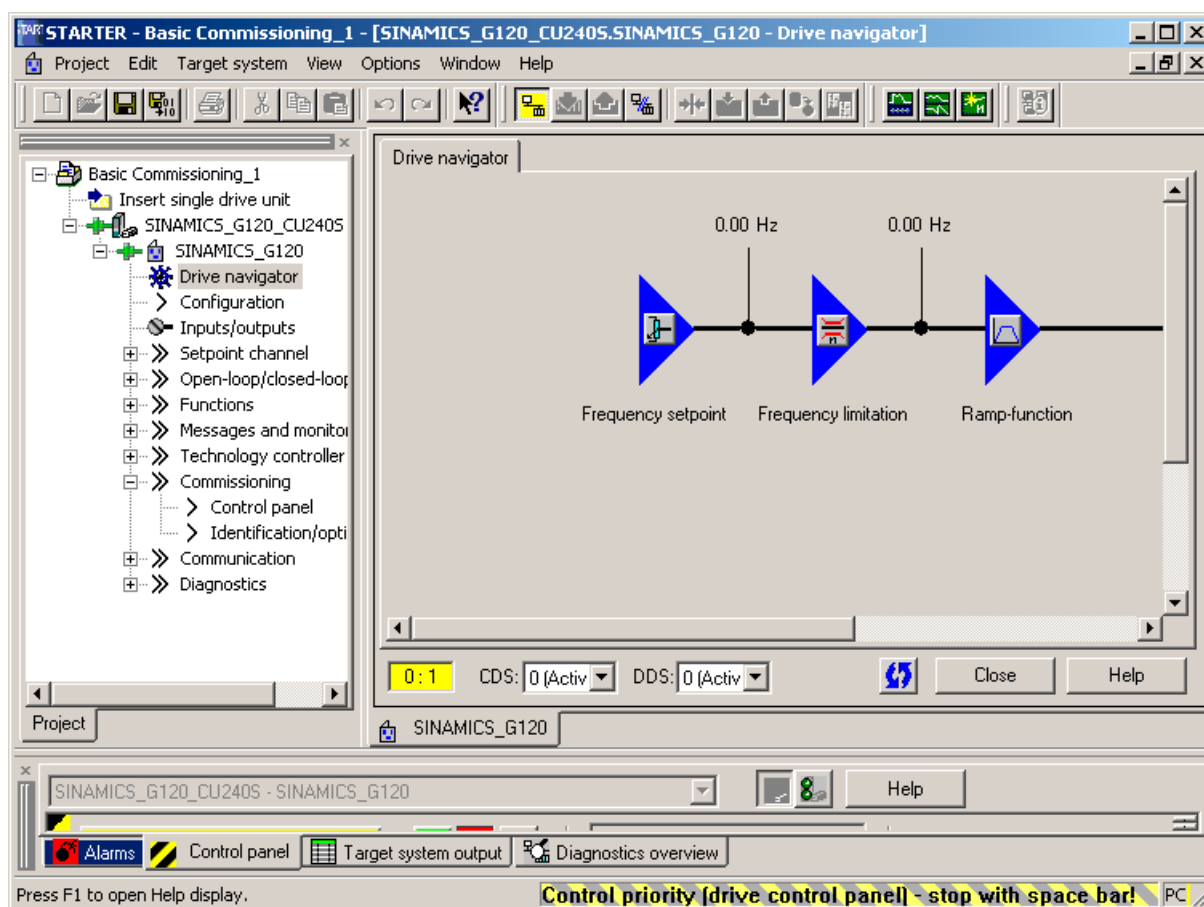 STARTER - Basic Commissioning_1 - [SINAMICS_G120_CU240S.SINAMICS_G120 - Drive navigator]
Project Edit Target system View Options Window Help
Basic Commissioning_1
Insert single drive unit
SINAMICS_G120_CU240S
SINAMICS_G120
Drive navigator
Configuration
Inputs/outputs
Setpoint channel
Open-loop/closed-loop
Functions
Messages and monitor
Technology controller
Commissioning
Control panel
Identification/opti
Communication
Diagnostics
Project
Drive navigator
0.00 Hz 0.00 Hz
Frequency setpoint Frequency limitation Ramp-function
0 : 1 CDS: 0 (Activ DDS: 0 (Activ Close Help
SINAMICS_G120
SINAMICS_G120_CU240S - SINAMICS_G120 Help
Alarms Control panel Target system output Diagnostics overview
Press F1 to open Help display. Control priority (drive control panel) - stop with space bar! PC